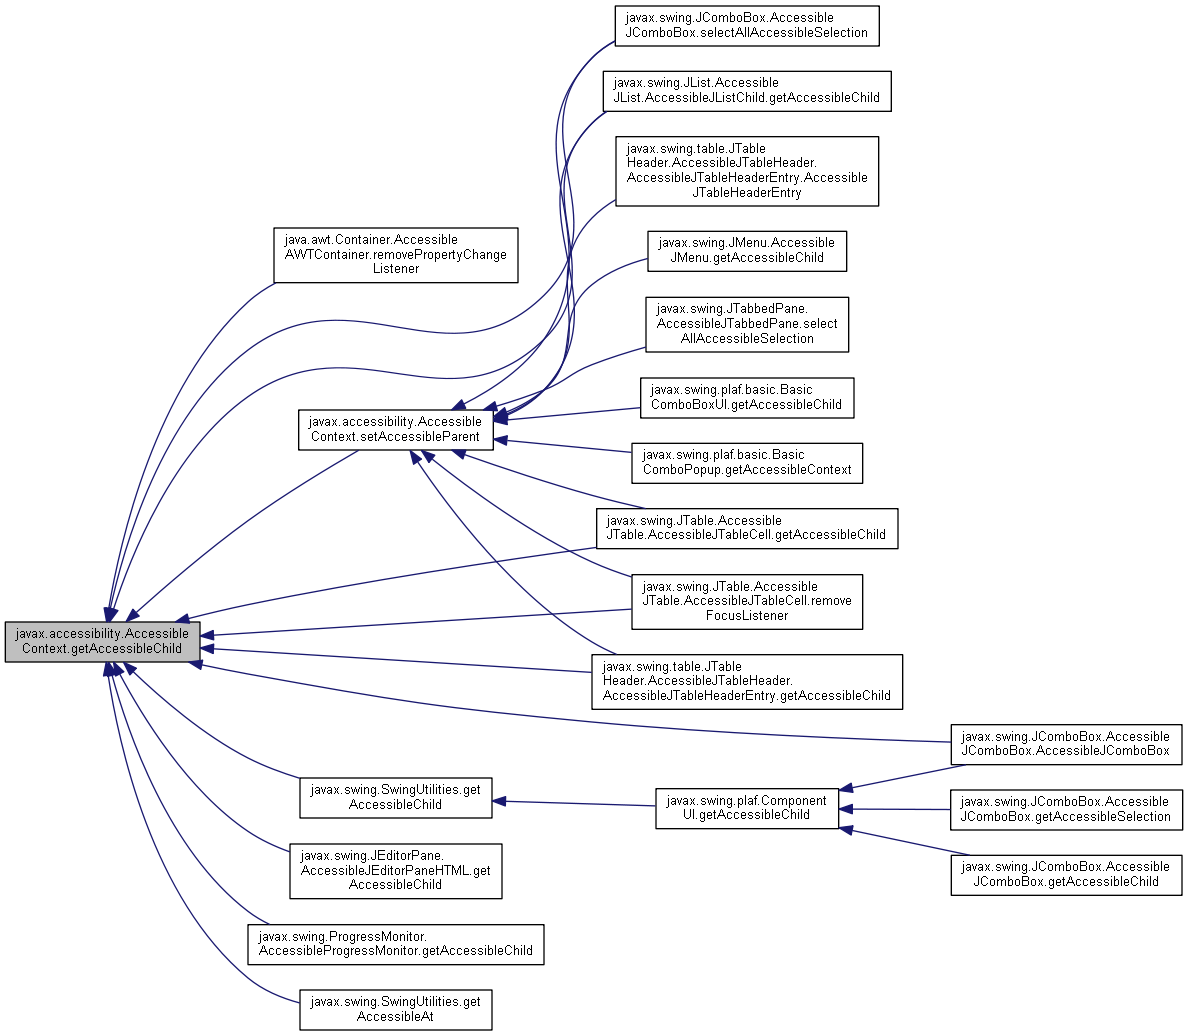 javax.swing.JComboBox.Accessible
JComboBox.selectAllAccessibleSelection
javax.swing.JList.Accessible
JList.AccessibleJListChild.getAccessibleChild
javax.swing.table.JTable
Header.AccessibleJTableHeader.
AccessibleJTableHeaderEntry.Accessible
JTableHeaderEntry
java.awt.Container.Accessible
AWTContainer.removePropertyChange
Listener
javax.swing.JMenu.Accessible
JMenu.getAccessibleChild
javax.swing.JTabbedPane.
AccessibleJTabbedPane.select
AllAccessibleSelection
javax.swing.plaf.basic.Basic
ComboBoxUI.getAccessibleChild
javax.accessibility.Accessible
Context.setAccessibleParent
javax.swing.plaf.basic.Basic
ComboPopup.getAccessibleContext
javax.swing.JTable.Accessible
JTable.AccessibleJTableCell.getAccessibleChild
javax.swing.JTable.Accessible
JTable.AccessibleJTableCell.remove
FocusListener
javax.accessibility.Accessible
Context.getAccessibleChild
javax.swing.table.JTable
Header.AccessibleJTableHeader.
AccessibleJTableHeaderEntry.getAccessibleChild
javax.swing.JComboBox.Accessible
JComboBox.AccessibleJComboBox
javax.swing.SwingUtilities.get
AccessibleChild
javax.swing.plaf.Component
UI.getAccessibleChild
javax.swing.JComboBox.Accessible
JComboBox.getAccessibleSelection
javax.swing.JEditorPane.
AccessibleJEditorPaneHTML.get
AccessibleChild
javax.swing.JComboBox.Accessible
JComboBox.getAccessibleChild
javax.swing.ProgressMonitor.
AccessibleProgressMonitor.getAccessibleChild
javax.swing.SwingUtilities.get
AccessibleAt